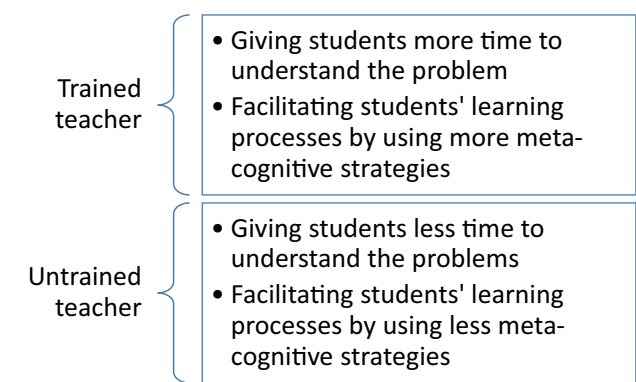 Trained
teacher
• Giving students more time to
understand the problem
• Facilitating students' learning
processes by using more meta-
cognitive strategies
Untrained
teacher
• Giving students less time to
understand the problems
• Facilitating students' learning
processes by using less meta-
cognitive strategies